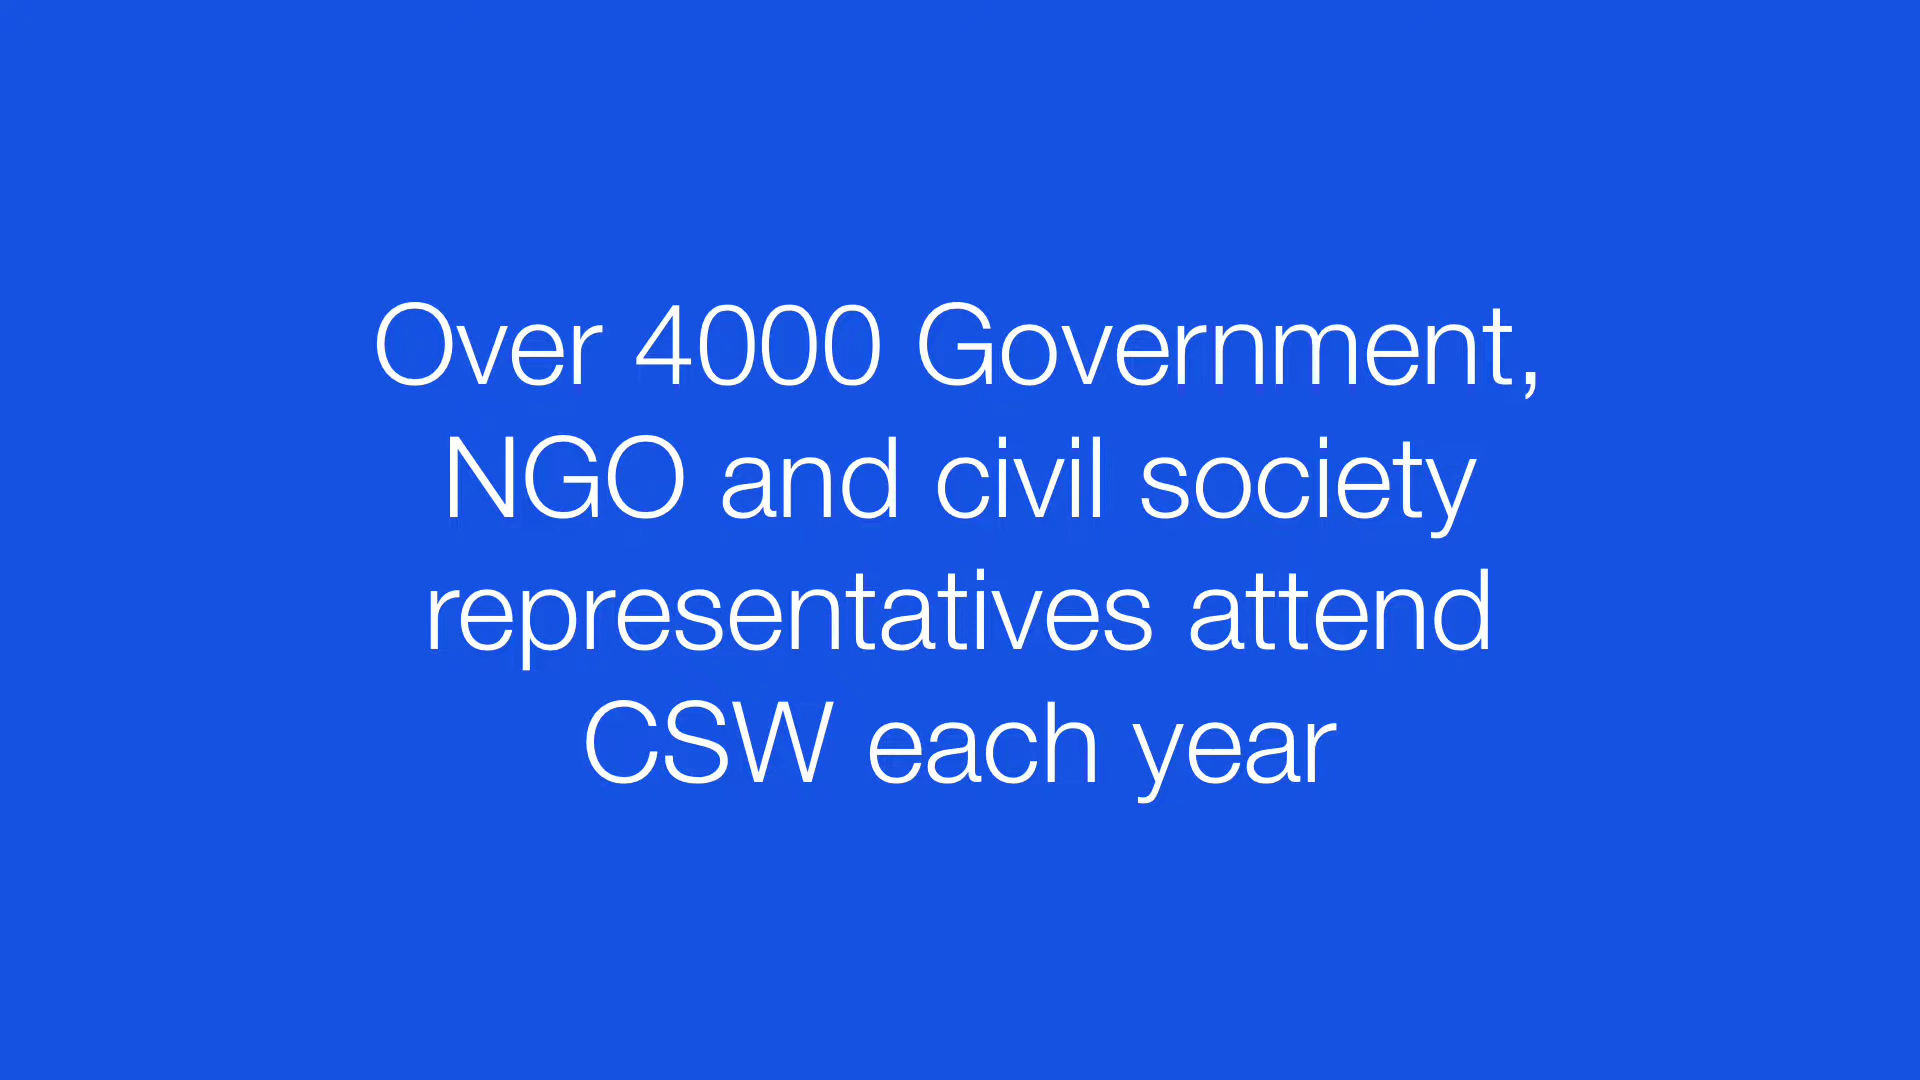 Over 4000 Government,
NGO and civil society
representatives attend
CSW each year